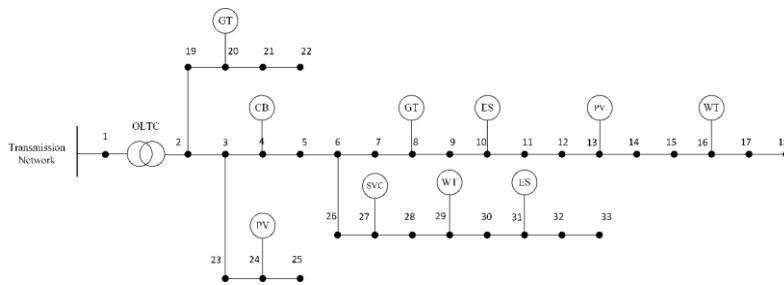 GT
19 20 21 22
OLTC CB GT ES PV WT
Transmission
Network
1 2 3 4 5 6 7 8 9 10 11 12 13 14 15 16 17 18
SVC WT ES
PV
26 27 28 29 30 31 32 33
23 24 25